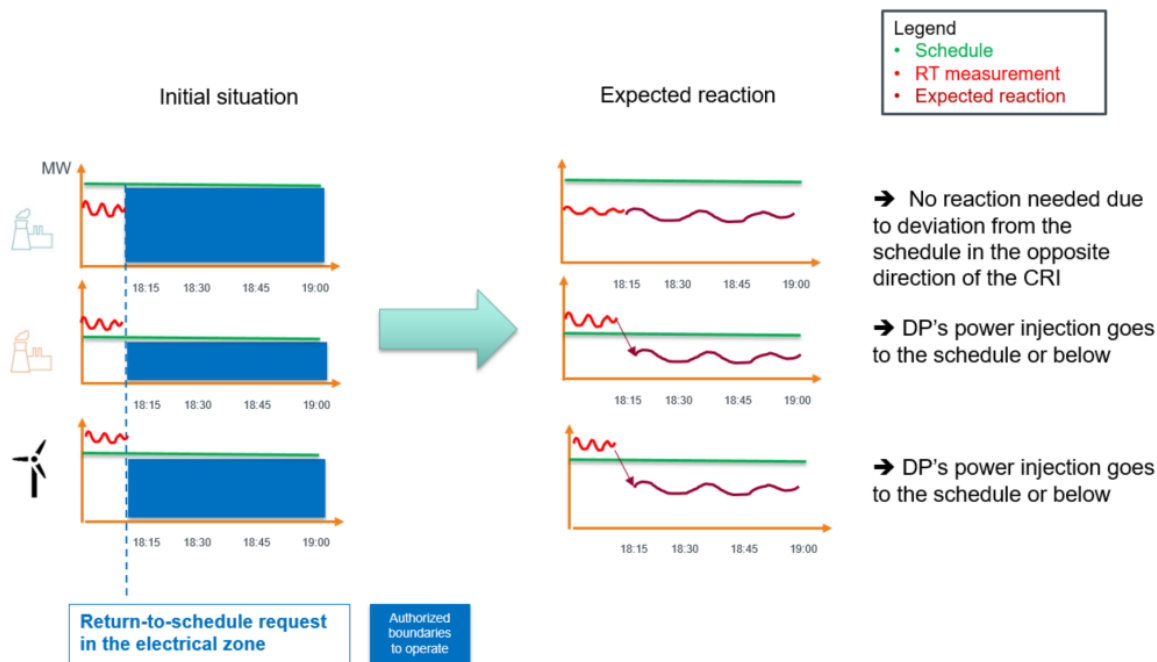 Legend
• Schedule
• RT measurement
• Expected reaction
Initial situation
Expected reaction
MW
18:15 18:30 18:45 19:00
18:15 18:30 18:45 19:00
➔ No reaction needed due
to deviation from the
schedule in the opposite
direction of the CRI
18:15 18:30 18:45 19:00
18:15 18:30 18:45 19:00
➔ DP's power injection goes
to the schedule or below
18:15 18:30 18:45 19:00
18:15 18:30 18:45 19:00
➔ DP's power injection goes
to the schedule or below
Return-to-schedule request
in the electrical zone
Authorized
boundaries
to operate